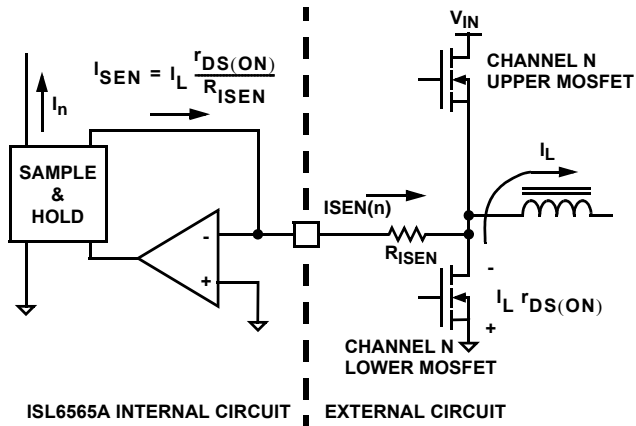 V_IN
CHANNEL N
UPPER MOSFET
I_SEN = I_L r_DS(ON) / R_ISEN
I_n
I_L
SAMPLE
&
HOLD
ISEN(n)
-
+
R_ISEN
-
I_L r_DS(ON)
+
CHANNEL N
LOWER MOSFET
ISL6565A INTERNAL CIRCUIT
EXTERNAL CIRCUIT